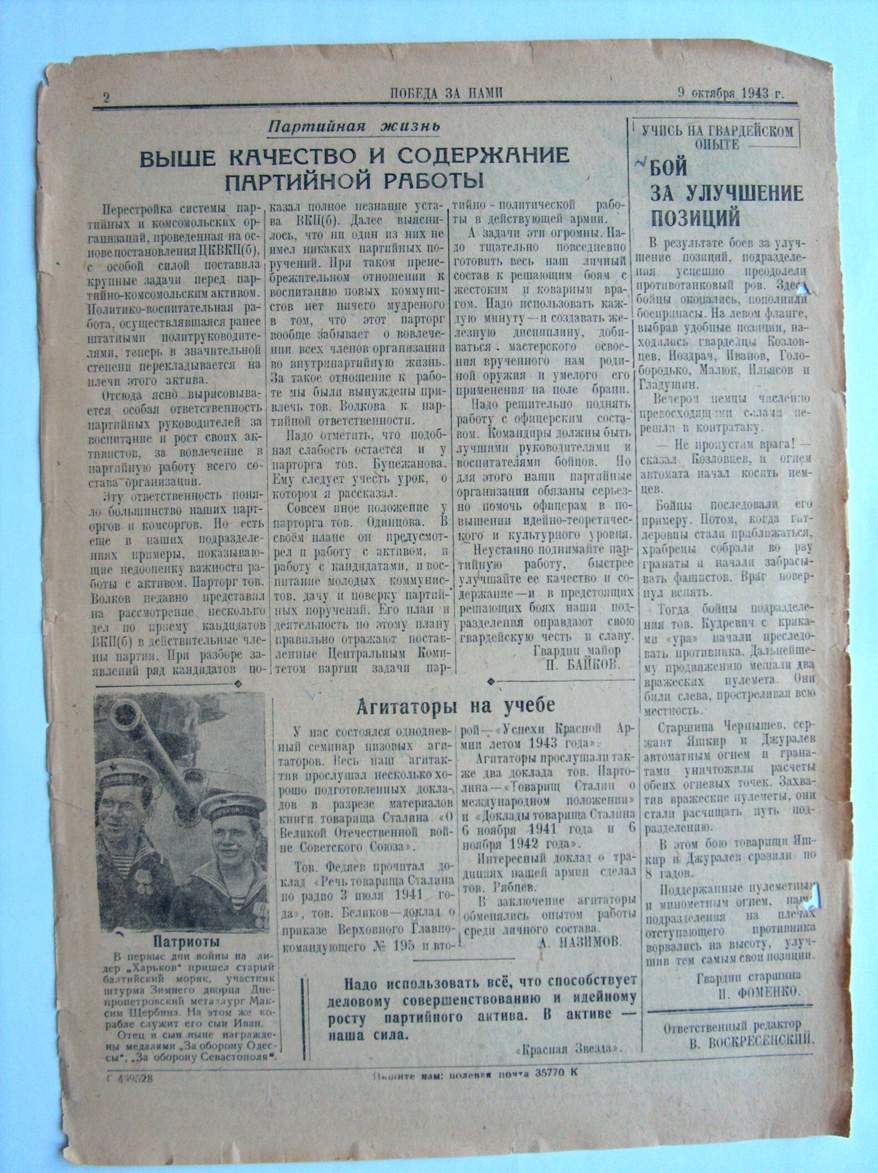 2
ПОБЕДА ЗА НАМИ
9 октября 1943 г.
Партийная жизнь
ВЫШЕ КАЧЕСТВО И СОДЕРЖАНИЕ
ПАРТИЙНОЙ РАБОТЫ
Перестройка системы пар-
тийных и комсомольских ор-
ганизаций, проведенная на ос-
нове постановления ЦКВКП(б),
с особой силой поставила
крупные задачи перед пар-
тийно-комсомольским активом.
Политико-воспитательная ра-
бота, осуществлявшаяся ранее
штатными политруководите-
лями, теперь в значительной
степени перекладывается на
плечи этого актива.
Отсюда ясно вырисовывы-
ается особая ответственность
партийных руководителей за
воспитание и рост своих ак-
тивистов, за вовлечение в
партийную работу всего со-
става организации.
Эту ответственность поня-
ло большинство наших пар-
торгов и комсоргов. Но есть
еще в наших подразделе-
ниях примеры, показываю-
щие недооценку важности ра-
боты с активом. Парторг тов.
Волков недавно представил
на рассмотрение несколько
дел по приему кандидатов
ВКП(б) в действительные чле-
ны партии. При разборе за-
явлений ряд кандидатов по-
казал полное незнание уста-
ва ВКП(б). Далее выясни-
лось, что ни один из них не
имел никаких партийных по-
ручений. При таком прене-
брежительном отношении к
воспитанию новых коммуни-
стов нет ничего мудреного
в том, что этот парторг
вообще забывает о вовлече-
нии всех членов организации
во внутрипартийную жизнь.
За такое отношение к рабо-
те мы были вынуждены при-
влечь тов. Волкова к пар-
тийной ответственности.
Надо отметить, что подоб-
ная слабость остается и у
парторга тов. Бупежанова.
Ему следует учесть урок, о
котором я рассказал.
Совсем иное положение у
парторга тов. Одинцова. В
своём плане он предусмот-
рел и работу с активом, и
работу с кандидатами, и вос-
питание молодых коммунис-
тов, дачу и поверку партий-
ных поручений. Его план и
деятельность по этому плану
правильно отражают постав-
ленные Центральным Коми-
тетом партии задачи пар-
тийно-политической рабо-
ты в действующей армии.
А задачи эти огромны. На-
до тщательно повседневно
готовить весь наш личный
состав к решающим боям с
жестоким и коварным вра-
гом. Надо использовать каж-
дую минуту—и создавать же-
лезную дисциплину, доби-
ваться мастерского освое-
ния врученного нам роди-
ной оружия и умелого его
применения на поле брани.
Надо решительно поднять
работу с офицерским соста-
вом. Командиры должны быть
лучшими руководителями и
воспитателями бойцов. Но
для этого наши партийные
организации обязаны серьез-
но помочь офицерам в по-
вышении идейно-теоретичес-
кого и культурного уровня.
Неустанно поднимайте пар-
тийную работу, быстрее
улучшайте ее качество и со-
держание—и в предстоящих
решающих боях наши под-
разделения оправдают свою
гвардейскую честь и славу.
Гвардии майор
П. БАЙКОВ.
УЧИСЬ НА ГВАРДЕЙСКОМ
ОПЫТЕ
БОЙ
ЗА УЛУЧШЕНИЕ
ПОЗИЦИЙ
В результате боев за улуч-
шение позиций, подразделе-
ния успешно преодолели
противотанковый ров. Здесь
бойцы окопались, пополнили
боеприпасы. На левом фланге,
выбрав удобные позиции, на-
ходились гвардейцы Козлов-
цев, Ноздрач, Иванов, Голо-
бородько, Малюк, Ильясов и
Гладушин.
Вечером немцы численно
превосходящими силами пе-
решли в контратаку.
— Не пропустим врага!—
сказал Козловцев, и огнем
автомата начал косить нем-
цев.
Бойцы последовали его
примеру. Потом, когда гит-
леровцы стали приближаться,
храбрецы собрали во рву
гранаты и начали забрасы-
вать фашистов. Враг повер-
нул вспять.
Тогда бойцы подразделе-
ния тов. Кудревич с крика-
ми «ура» начали преследо-
вать противника. Дальнейше-
му продвижению мешали два
вражеских пулемета. Они
били слева, простреливая всю
местность.
Старшина Чернышев, сер-
жант Яшкир и Джуралев
автоматным огнем и грана-
тами уничтожили расчеты
обеих огневых точек. Захва-
тив вражеские пулеметы, они
стали расчищать путь под-
разделению.
В этом бою товарищи Яш-
кир и Джуралев сразили по
8 гадов.
Поддержанные пулеметным
и минометным огнем, наши
подразделения на плечах
отступающего противника
ворвались на высоту, улуч-
шив тем самым свои позиции.
Гвардии старшина
П. ФОМЕНКО.
Ответственный редактор
В. ВОСКРЕСЕНСКИЙ.
Патриоты
В первые дни войны на ли-
дер „Харьков“ пришел старый
балтийский моряк, участник
штурма Зимнего дворца Дне-
пропетровский металлург Мак-
сим Щербина. На этом же ко-
рабле служит его сын Иван.
Отец и сын ныне награжде-
ны медалями „За оборону Одес-
сы“, „За оборону Севастополя“.
Агитаторы на учебе
У нас состоялся одноднев-
ный семинар низовых аги-
таторов. Весь наш агитак-
тив прослушал несколько хо-
рошо подготовленных докла-
дов в разрезе материалов
книги товарища Сталина «О
Великой Отечественной вой-
не Советского Союза».
Тов. Федяев прочитал до-
клад «Речь товарища Сталина
по радио 3 июля 1941 го-
да», тов. Беляков—доклад о
приказе Верховного Главно-
командующего № 195 и вто-
рой—«Успехи Красной Ар-
мии летом 1943 года».
Агитаторы прослушали так-
же два доклада тов. Парто-
лина—«Товарищ Сталин о
международном положении»
и «Доклады товарища Сталина
6 ноября 1941 года и 6
ноября 1942 года».
Интересный доклад о тра-
дициях нашей армии сделал
тов. Рябцев.
В заключение агитаторы
обменялись опытом работы
среди личного состава.
А. НАЗИМОВ.
Надо использовать всё, что способствует
деловому совершенствованию и идейному
росту партийного актива. В активе —
наша сила.
«Красная Звезда».
Пишите нам: полевая почта 35770 К